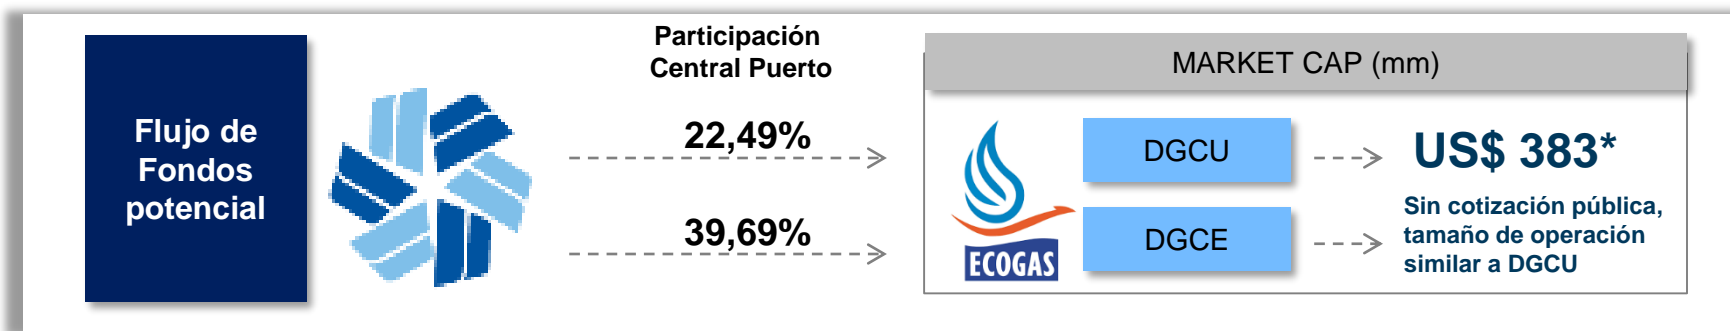 Flujo de
Fondos
potencial
Participación
Central Puerto
22,49%
39,69%
MARKET CAP (mm)
ECOGAS
DGCU
US$ 383*
DGCE
Sin cotización pública,
tamaño de operación
similar a DGCU